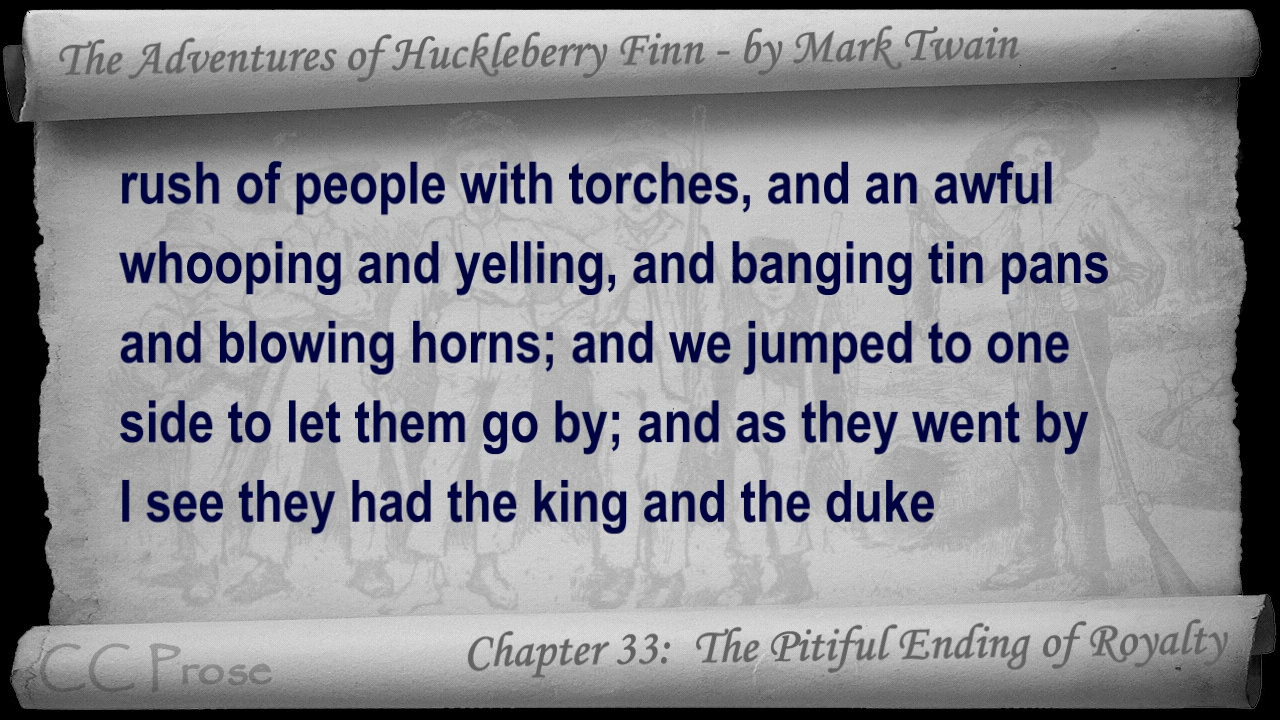 The Adventures of Huckleberry Finn - by Mark Twain
rush of people with torches, and an awful
whooping and yelling, and banging tin pans
and blowing horns; and we jumped to one
side to let them go by; and as they went by
I see they had the king and the duke
Chapter 33: The Pitiful Ending of Royalty
CC Prose